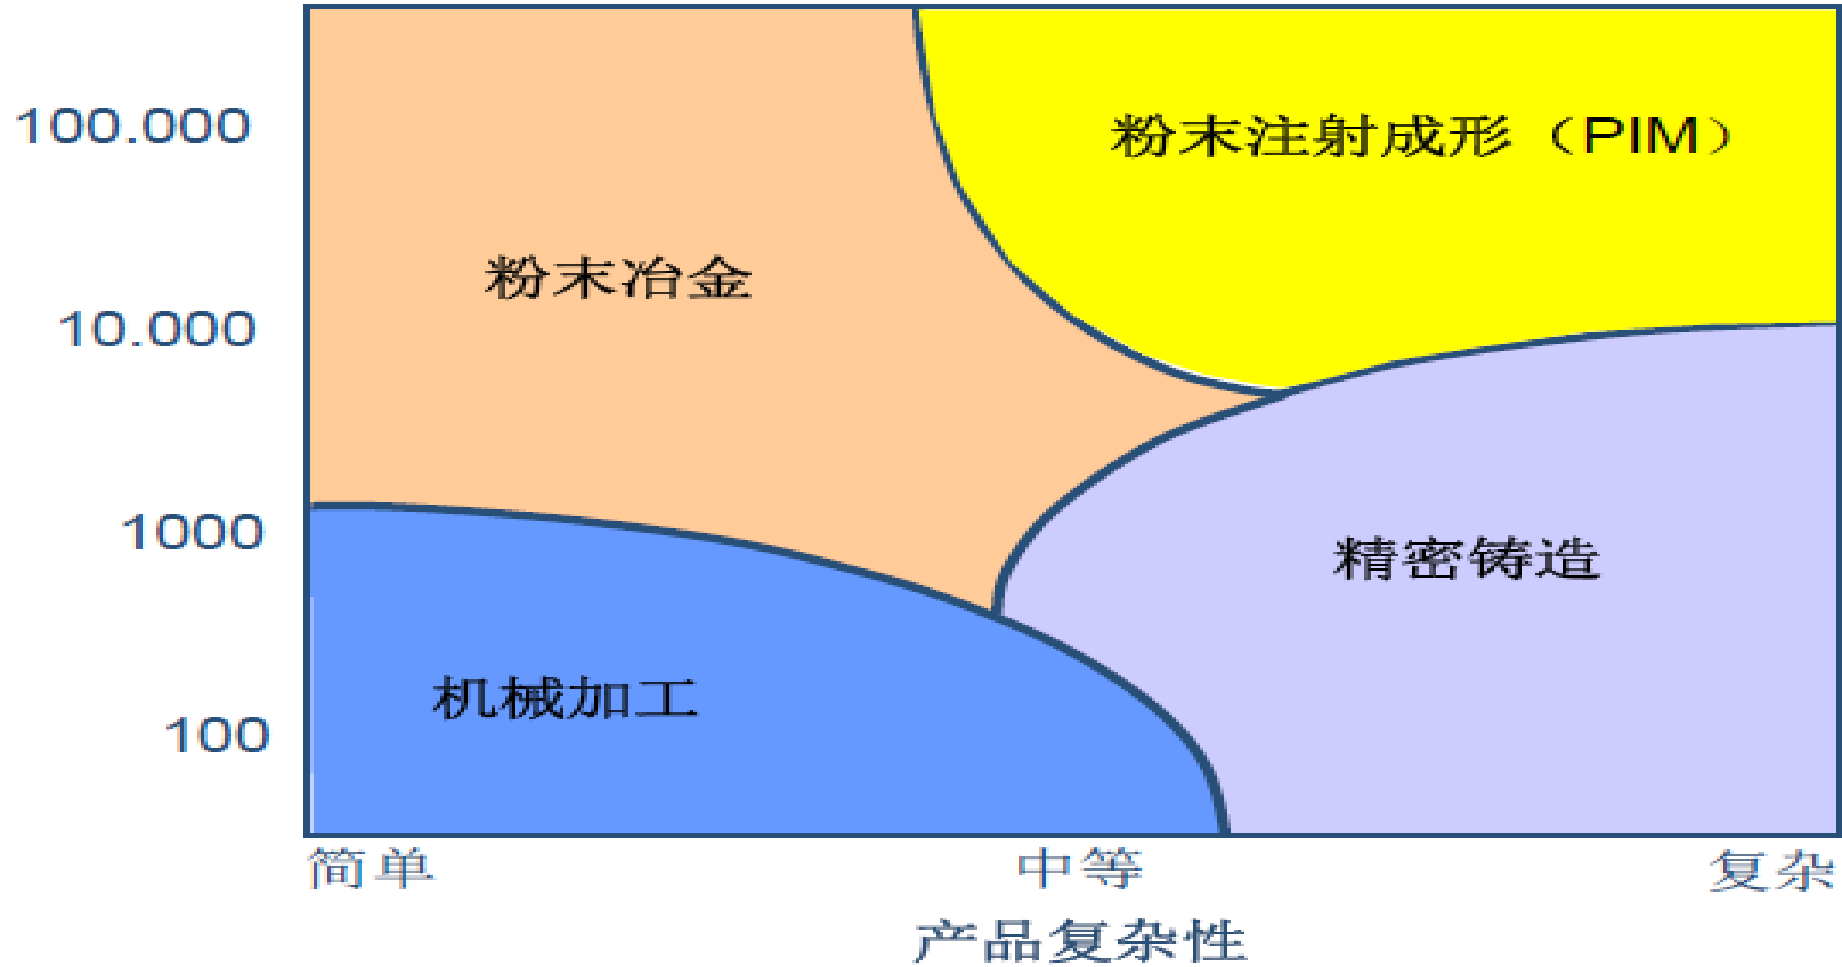 100.000
粉末注射成形（PIM）
粉末冶金
10.000
1000
精密铸造
机械加工
100
简单
中等
复杂
产品复杂性